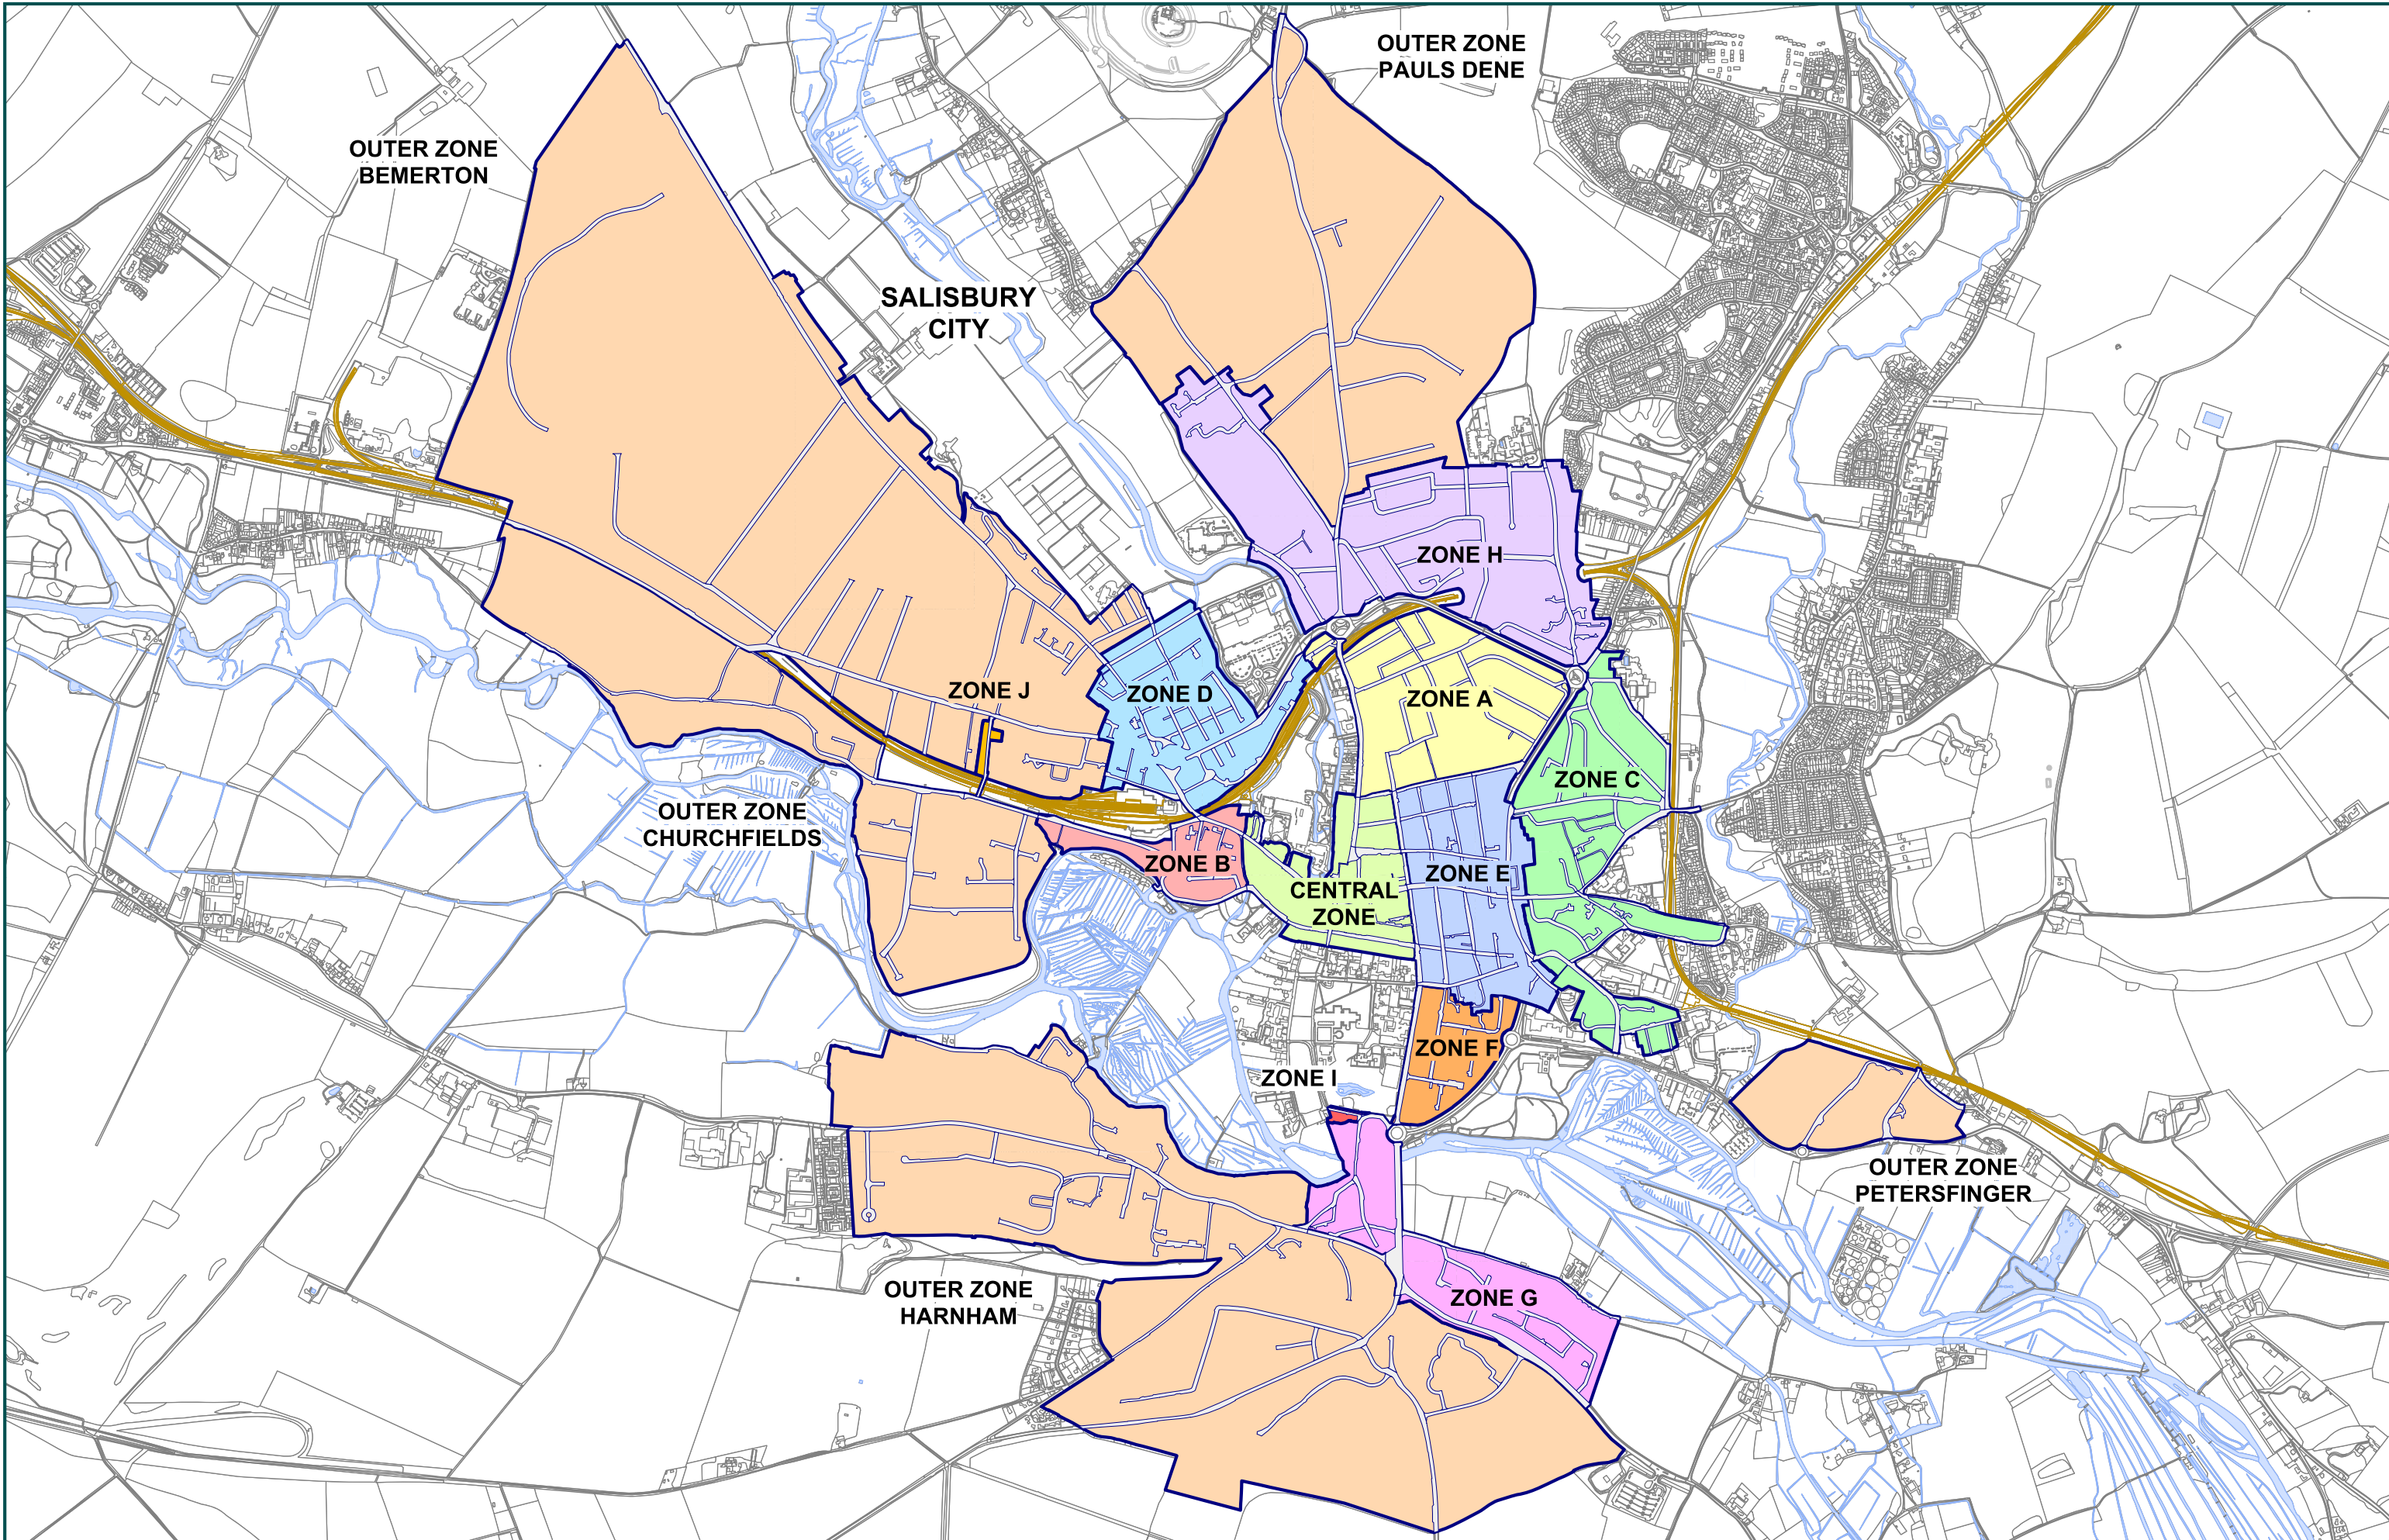 OUTER ZONE
PAULS DENE
OUTER ZONE
BEMERTON
SALISBURY
CITY
ZONE H
ZONE J
ZONE D
ZONE A
ZONE C
OUTER ZONE
CHURCHFIELDS
ZONE B
ZONE E
CENTRAL
ZONE
ZONE F
ZONE I
OUTER ZONE
PETERSFINGER
OUTER ZONE
HARNHAM
ZONE G